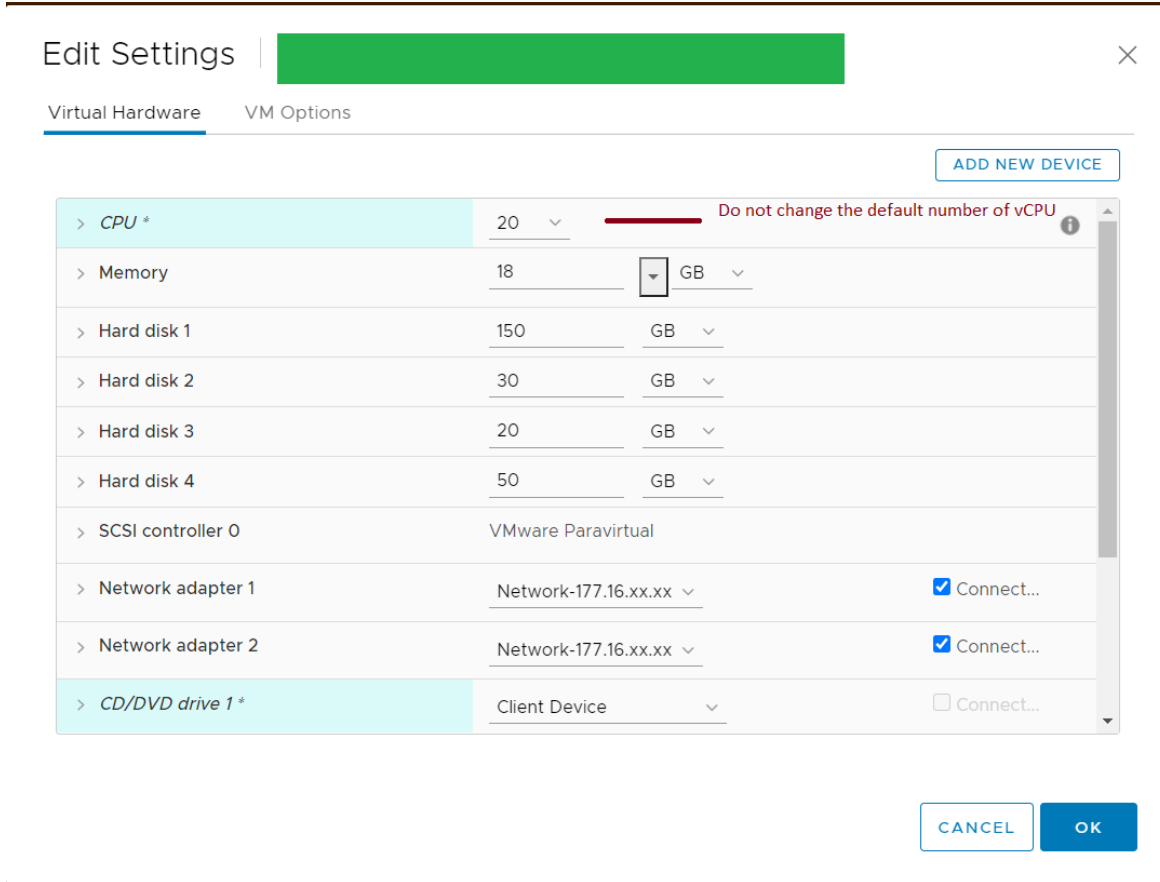 Edit Settings
Virtual Hardware VM Options
ADD NEW DEVICE
CPU * 20 Do not change the default number of vCPU
Memory 18 GB
Hard disk 1 150 GB
Hard disk 2 30 GB
Hard disk 3 20 GB
Hard disk 4 50 GB
SCSI controller 0 VMware Paravirtual
Network adapter 1 Network-177.16.xx.xx Connect...
Network adapter 2 Network-177.16.xx.xx Connect...
CD/DVD drive 1 * Client Device Connect...
CANCEL OK